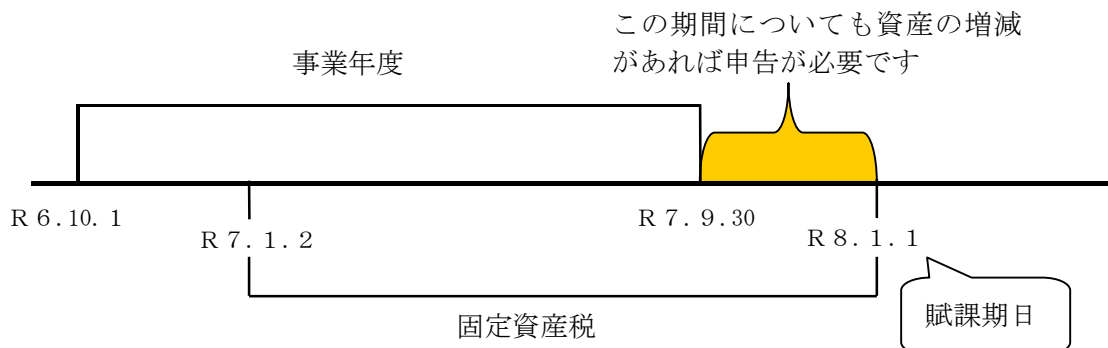 この期間についても資産の増減
があれば申告が必要です
事業年度
R 6.10. 1
R 7. 1. 2
R 7. 9.30
R 8. 1. 1
固定資産税
賦課期日